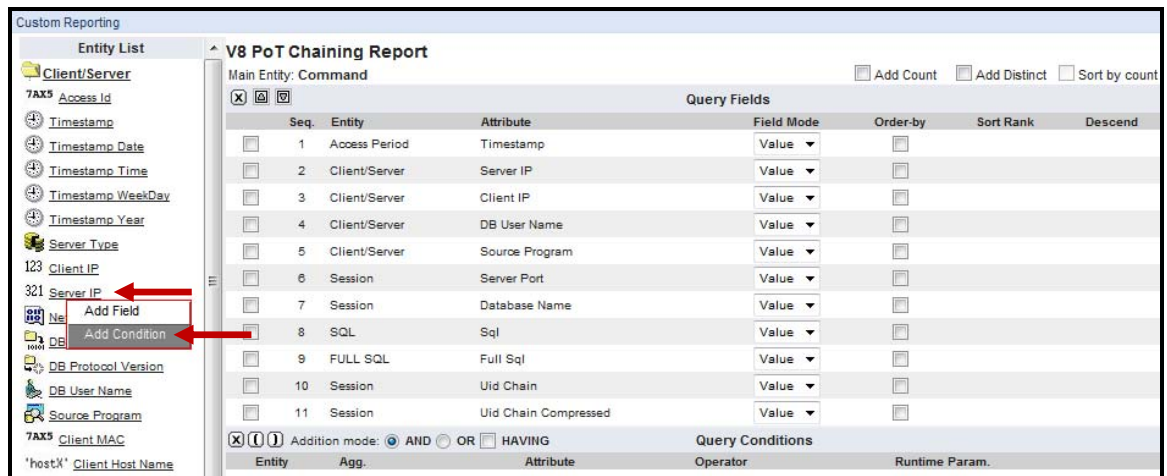 Custom Reporting
Entity List
Client/Server
7AX5 Access Id
Timestamp
Timestamp Date
Timestamp Time
Timestamp WeekDay
Timestamp Year
Server Type
123 Client IP
321 Server IP
Add Field
Ne
Add Condition
DB
DB Protocol Version
DB User Name
Source Program
7AX5 Client MAC
'hostX' Client Host Name
V8 PoT Chaining Report
Main Entity: Command
Add Count Add Distinct Sort by count
Query Fields
Seq. Entity Attribute Field Mode Order-by Sort Rank Descend
1 Access Period Timestamp Value
2 Client/Server Server IP Value
3 Client/Server Client IP Value
4 Client/Server DB User Name Value
5 Client/Server Source Program Value
6 Session Server Port Value
7 Session Database Name Value
8 SQL Sql Value
9 FULL SQL Full Sql Value
10 Session Uid Chain Value
11 Session Uid Chain Compressed Value
X ( ) Addition mode: AND OR HAVING Query Conditions
Entity Agg. Attribute Operator Runtime Param.